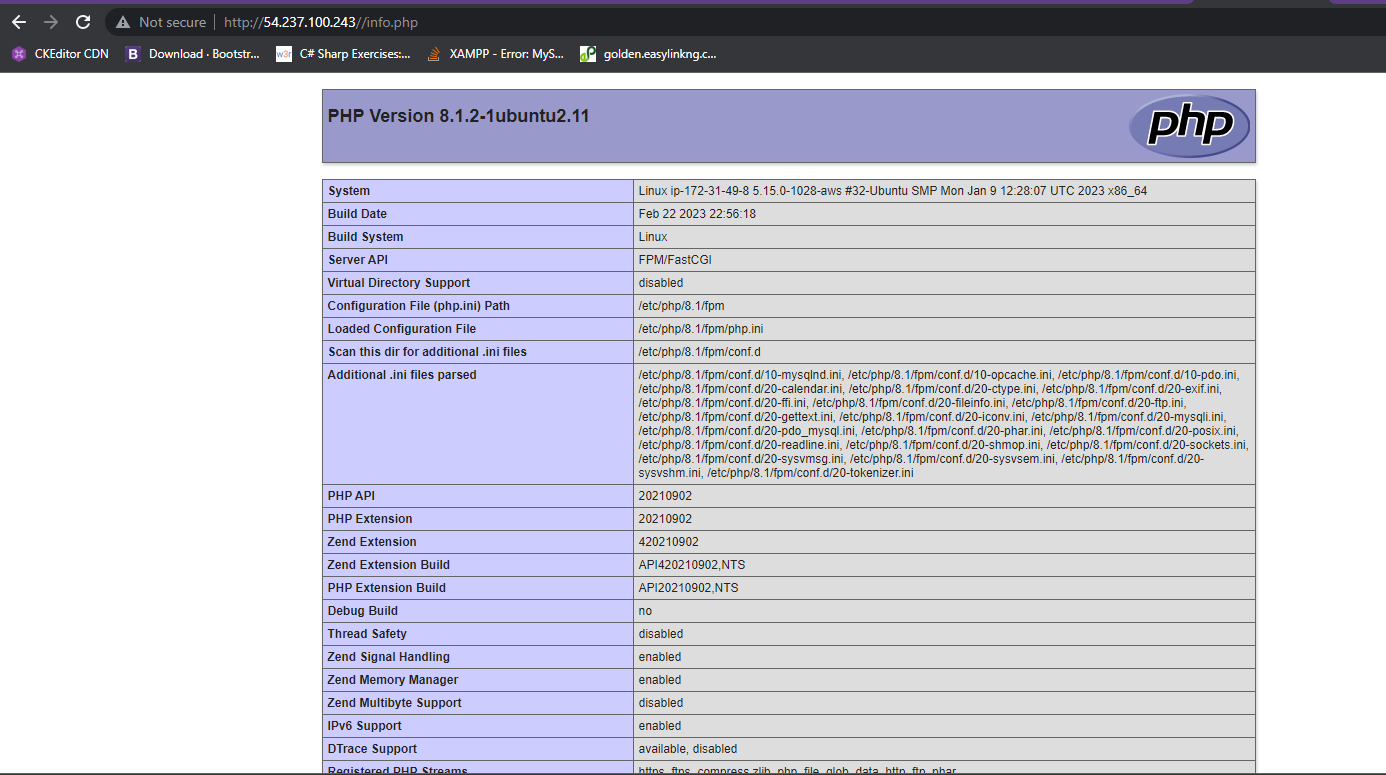 Not secure | http://54.237.100.243//info.php
CKEditor CDN B Download · Bootstr... w3r C# Sharp Exercises:... XAMPP - Error: MyS... golden.easylinkng.c...
PHP Version 8.1.2-1ubuntu2.11 php
System Linux ip-172-31-49-8 5.15.0-1028-aws #32-Ubuntu SMP Mon Jan 9 12:28:07 UTC 2023 x86_64
Build Date Feb 22 2023 22:56:18
Build System Linux
Server API FPM/FastCGI
Virtual Directory Support disabled
Configuration File (php.ini) Path /etc/php/8.1/fpm
Loaded Configuration File /etc/php/8.1/fpm/php.ini
Scan this dir for additional .ini files /etc/php/8.1/fpm/conf.d
Additional .ini files parsed /etc/php/8.1/fpm/conf.d/10-mysqlnd.ini, /etc/php/8.1/fpm/conf.d/10-opcache.ini, /etc/php/8.1/fpm/conf.d/10-pdo.ini,
/etc/php/8.1/fpm/conf.d/20-calendar.ini, /etc/php/8.1/fpm/conf.d/20-ctype.ini, /etc/php/8.1/fpm/conf.d/20-exif.ini,
/etc/php/8.1/fpm/conf.d/20-ffi.ini, /etc/php/8.1/fpm/conf.d/20-fileinfo.ini, /etc/php/8.1/fpm/conf.d/20-ftp.ini,
/etc/php/8.1/fpm/conf.d/20-gettext.ini, /etc/php/8.1/fpm/conf.d/20-iconv.ini, /etc/php/8.1/fpm/conf.d/20-mysqli.ini,
/etc/php/8.1/fpm/conf.d/20-pdo_mysql.ini, /etc/php/8.1/fpm/conf.d/20-phar.ini, /etc/php/8.1/fpm/conf.d/20-posix.ini,
/etc/php/8.1/fpm/conf.d/20-readline.ini, /etc/php/8.1/fpm/conf.d/20-shmop.ini, /etc/php/8.1/fpm/conf.d/20-sockets.ini,
/etc/php/8.1/fpm/conf.d/20-sysvmsg.ini, /etc/php/8.1/fpm/conf.d/20-sysvsem.ini, /etc/php/8.1/fpm/conf.d/20-
sysvshm.ini, /etc/php/8.1/fpm/conf.d/20-tokenizer.ini
PHP API 20210902
PHP Extension 20210902
Zend Extension 420210902
Zend Extension Build API420210902,NTS
PHP Extension Build API20210902,NTS
Debug Build no
Thread Safety disabled
Zend Signal Handling enabled
Zend Memory Manager enabled
Zend Multibyte Support disabled
IPv6 Support enabled
DTrace Support available, disabled
Registered PHP Streams https, ftps, compress.zlib, php, file, glob, data, http, ftp, phar